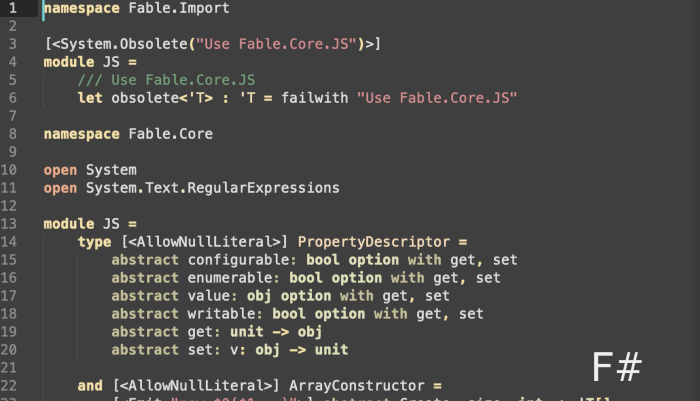 1 namespace Fable.Import
2
3 [<System.Obsolete("Use Fable.Core.JS")>]
4 module JS =
5 /// Use Fable.Core.JS
6 let obsolete<'T> : 'T = failwith "Use Fable.Core.JS"
7
8 namespace Fable.Core
9
10 open System
11 open System.Text.RegularExpressions
12
13 module JS =
14 type [<AllowNullLiteral>] PropertyDescriptor =
15 abstract configurable: bool option with get, set
16 abstract enumerable: bool option with get, set
17 abstract value: obj option with get, set
18 abstract writable: bool option with get, set
19 abstract get: unit -> obj
20 abstract set: v: obj -> unit
21
22 and [<AllowNullLiteral>] ArrayConstructor =
F#